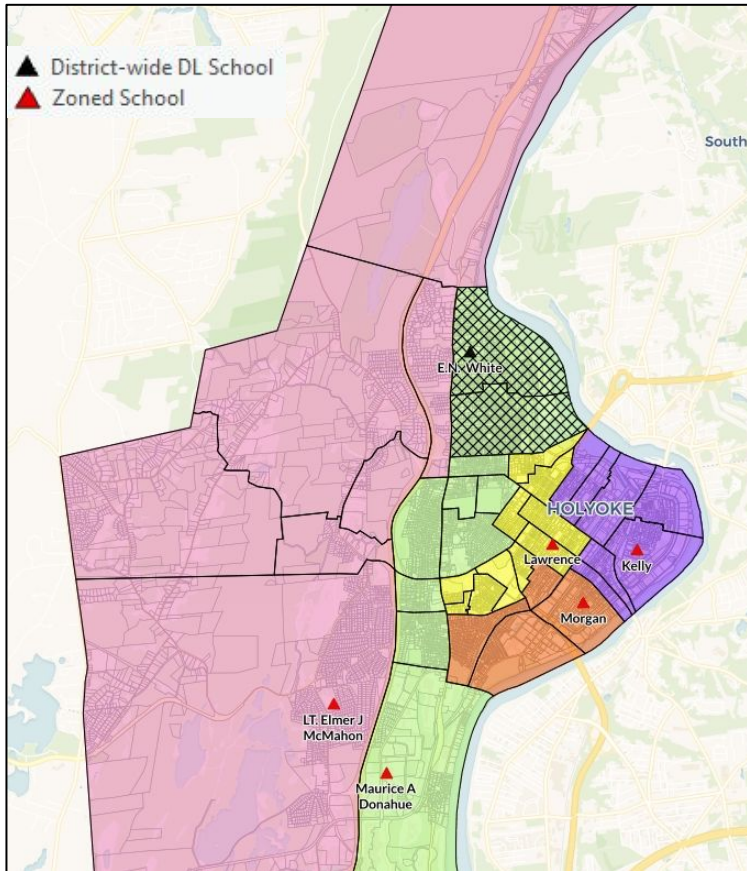 District-wide DL School
Zoned School
South
E.N. White
HOLYOKE
Lawrence
Kelly
Morgan
LT. Elmer J
McMahon
Maurice A
Donahue